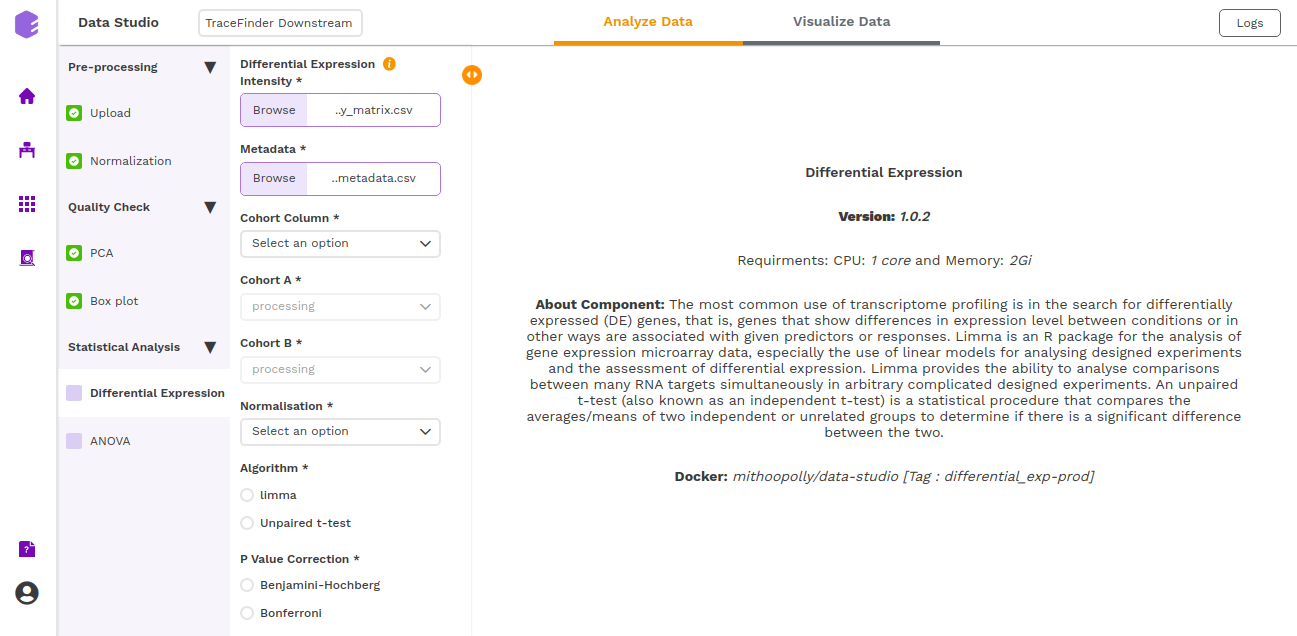 Data Studio
TraceFinder Downstream
Analyze Data
Visualize Data
Logs
Pre-processing
Upload
Normalization
Quality Check
PCA
Box plot
Statistical Analysis
Differential Expression
ANOVA
Differential Expression i
Intensity *
Browse ..y_matrix.csv
Metadata *
Browse ..metadata.csv
Cohort Column *
Select an option
Cohort A *
processing
Cohort B *
processing
Normalisation *
Select an option
Algorithm *
limma
Unpaired t-test
P Value Correction *
Benjamini-Hochberg
Bonferroni
Differential Expression
Version: 1.0.2
Requirments: CPU: 1 core and Memory: 2Gi
About Component: The most common use of transcriptome profiling is in the search for differentially
expressed (DE) genes, that is, genes that show differences in expression level between conditions or in
other ways are associated with given predictors or responses. Limma is an R package for the analysis of
gene expression microarray data, especially the use of linear models for analysing designed experiments
and the assessment of differential expression. Limma provides the ability to analyse comparisons
between many RNA targets simultaneously in arbitrary complicated designed experiments. An unpaired
t-test (also known as an independent t-test) is a statistical procedure that compares the
averages/means of two independent or unrelated groups to determine if there is a significant difference
between the two.
Docker: mithoopolly/data-studio [Tag : differential_exp-prod]
?